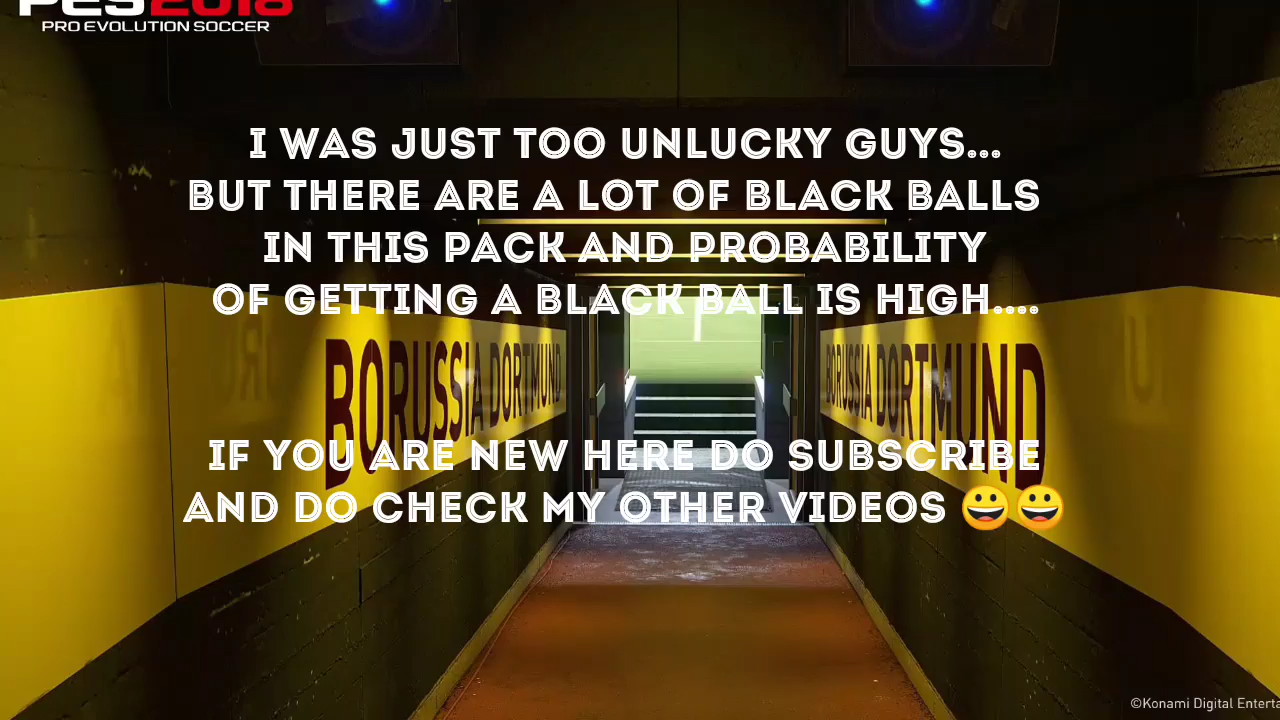 PES2018
PRO EVOLUTION SOCCER
I WAS JUST TOO UNLUCKY GUYS...
BUT THERE ARE A LOT OF BLACK BALLS
IN THIS PACK AND PROBABILITY
OF GETTING A BLACK BALL IS HIGH....
BORUSSIA DORTMUND
BORUSSIA DORTMUND
IF YOU ARE NEW HERE DO SUBSCRIBE
AND DO CHECK MY OTHER VIDEOS 😀😀
©Konami Digital Enterta